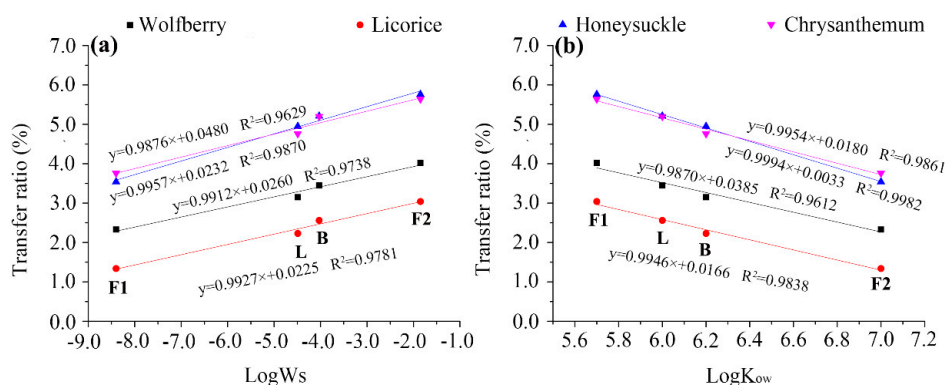 Wolfberry Licorice Honeysuckle Chrysanthemum
(a)
Transfer ratio (%)
7.0
6.0
5.0
4.0
3.0
2.0
1.0
0.0
y=0.9876×+0.0480 R²=0.9629
y=0.9957×+0.0232 R²=0.9870
y=0.9912×+0.0260 R²=0.9738
y=0.9927×+0.0225 R²=0.9781
F1
L
B
F2
-9.0 -8.0 -7.0 -6.0 -5.0 -4.0 -3.0 -2.0 -1.0
LogWs
(b)
Transfer ratio (%)
7.0
6.0
5.0
4.0
3.0
2.0
1.0
0.0
y=0.9954×+0.0180 R²=0.9861
y=0.9994×+0.0033 R²=0.9982
y=0.9870×+0.0385 R²=0.9612
y=0.9946×+0.0166 R²=0.9838
F1
L
B
F2
5.6 5.8 6.0 6.2 6.4 6.6 6.8 7.0 7.2
LogKow